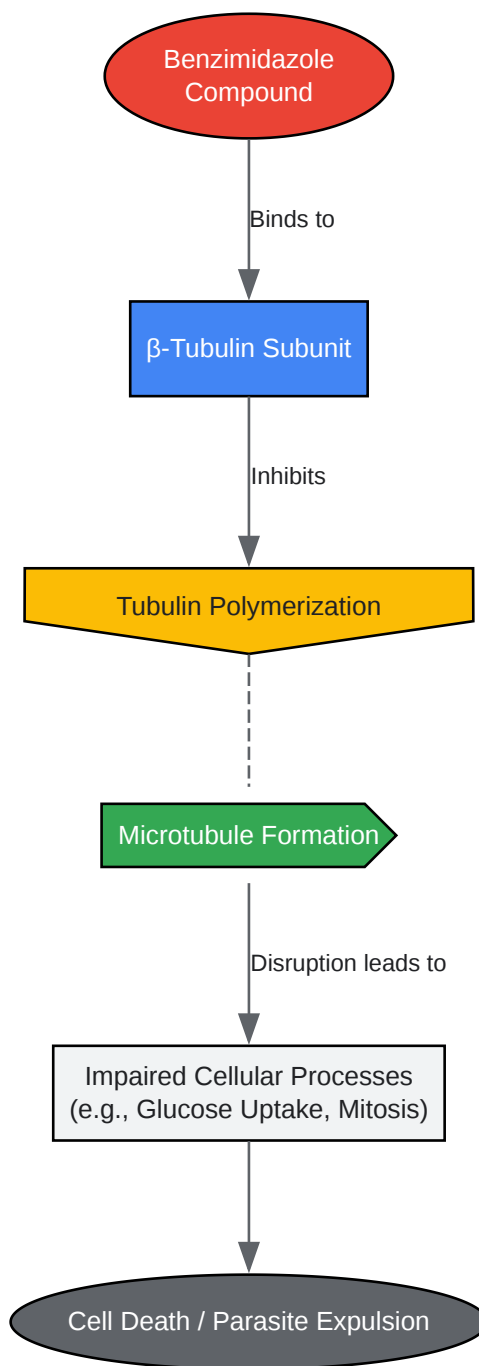 Benzimidazole
Compound
Binds to
β-Tubulin Subunit
Inhibits
Tubulin Polymerization
Microtubule Formation
Disruption leads to
Impaired Cellular Processes
(e.g., Glucose Uptake, Mitosis)
Cell Death / Parasite Expulsion